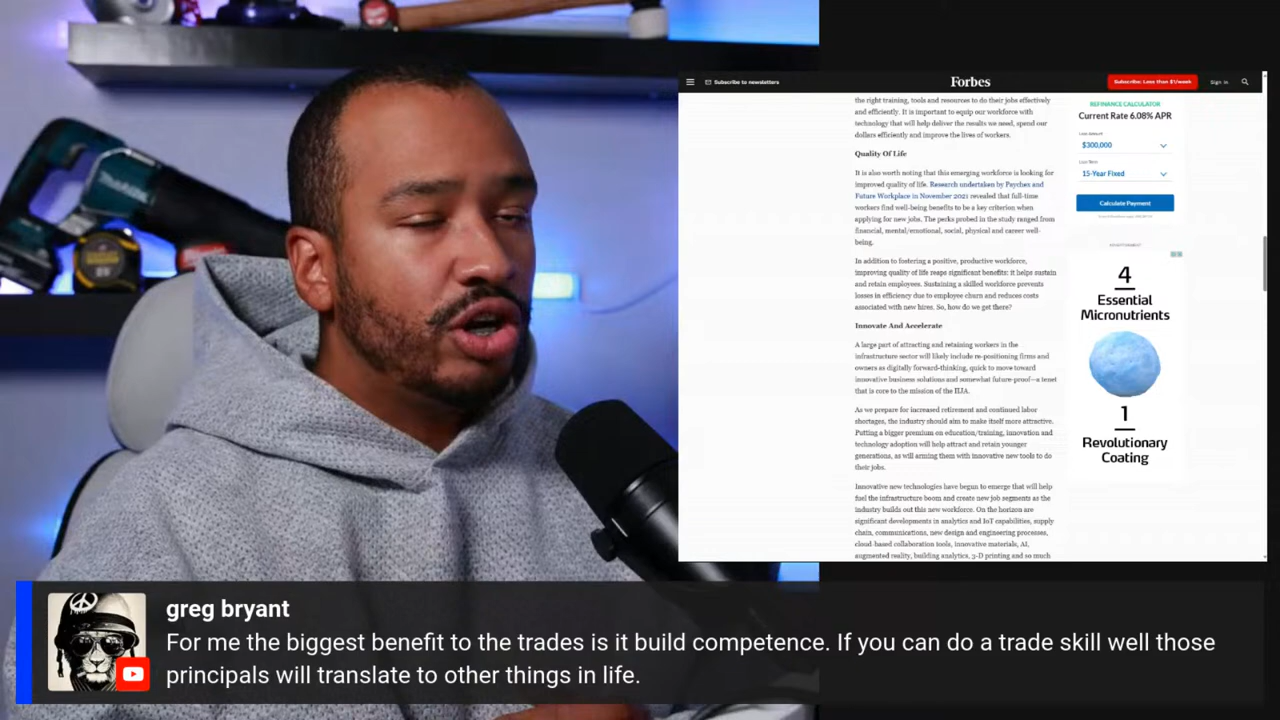 Subscribe to newsletters
Forbes
Subscribe: Less than $1/week
Sign In
the right training, tools and resources to do their jobs effectively
and efficiently. It is important to equip our workforce with
technology that will help deliver the results we need, spend our
dollars efficiently and improve the lives of workers.
Quality Of Life
It is also worth noting that this emerging workforce is looking for
improved quality of life. Research undertaken by Paychex and
Future Workplace in November 2021 revealed that full-time
workers find well-being benefits to be a key criterion when
applying for new jobs. The perks probed in the study ranged from
financial, mental/emotional, social, physical and career well-
being.
In addition to fostering a positive, productive workforce,
improving quality of life reaps significant benefits: it helps sustain
and retain employees. Sustaining a skilled workforce prevents
losses in efficiency due to employee churn and reduces costs
associated with new hires. So, how do we get there?
Innovate And Accelerate
A large part of attracting and retaining workers in the
infrastructure sector will likely include re-positioning firms and
owners as digitally forward-thinking, quick to move toward
innovative business solutions and somewhat future-proof—a tenet
that is core to the mission of the IIJA.
As we prepare for increased retirement and continued labor
shortages, the industry should aim to make itself more attractive.
Putting a bigger premium on education/training, innovation and
technology adoption will help attract and retain younger
generations, as will arming them with innovative new tools to do
their jobs.
Innovative new technologies have begun to emerge that will help
fuel the infrastructure boom and create new job segments as the
industry builds out this new workforce. On the horizon are
significant developments in analytics and IoT capabilities, supply
chain, communications, new design and engineering processes,
cloud-based collaboration tools, innovative materials, AI,
augmented reality, building analytics, 3-D printing and so much
REFINANCE CALCULATOR
Current Rate 6.08% APR
Loan Amount
$300,000
Loan Term
15-Year Fixed
Calculate Payment
ADVERTISEMENT
4
Essential
Micronutrients
1
Revolutionary
Coating
greg bryant
For me the biggest benefit to the trades is it build competence. If you can do a trade skill well those
principals will translate to other things in life.